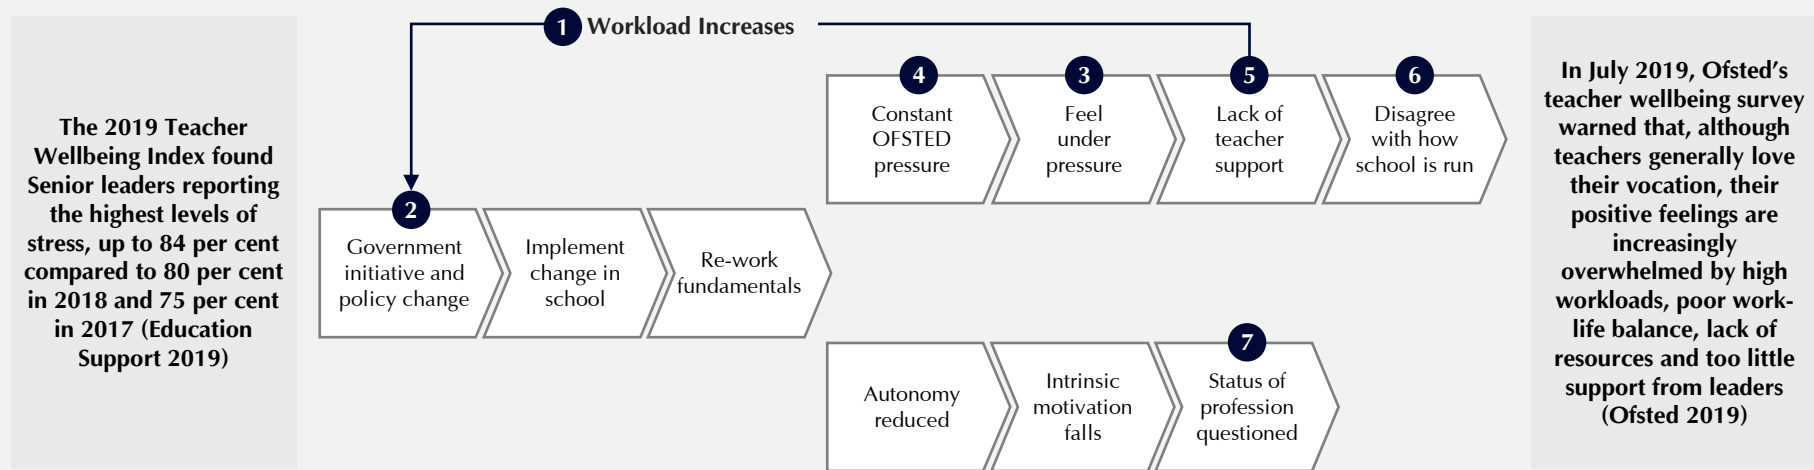 The 2019 Teacher
Wellbeing Index found
Senior leaders reporting
the highest levels of
stress, up to 84 per cent
compared to 80 per cent
in 2018 and 75 per cent
in 2017 (Education
Support 2019)
1 Workload Increases
4
Constant
OFSTED
pressure
3
Feel
under
pressure
5
Lack of
teacher
support
6
Disagree
with how
school is run
2
Government
initiative and
policy change
Implement
change in
school
Re-work
fundamentals
Autonomy
reduced
Intrinsic
motivation
falls
7
Status of
profession
questioned
In July 2019, Ofsted’s
teacher wellbeing survey
warned that, although
teachers generally love
their vocation, their
positive feelings are
increasingly
overwhelmed by high
workloads, poor work-
life balance, lack of
resources and too little
support from leaders
(Ofsted 2019)